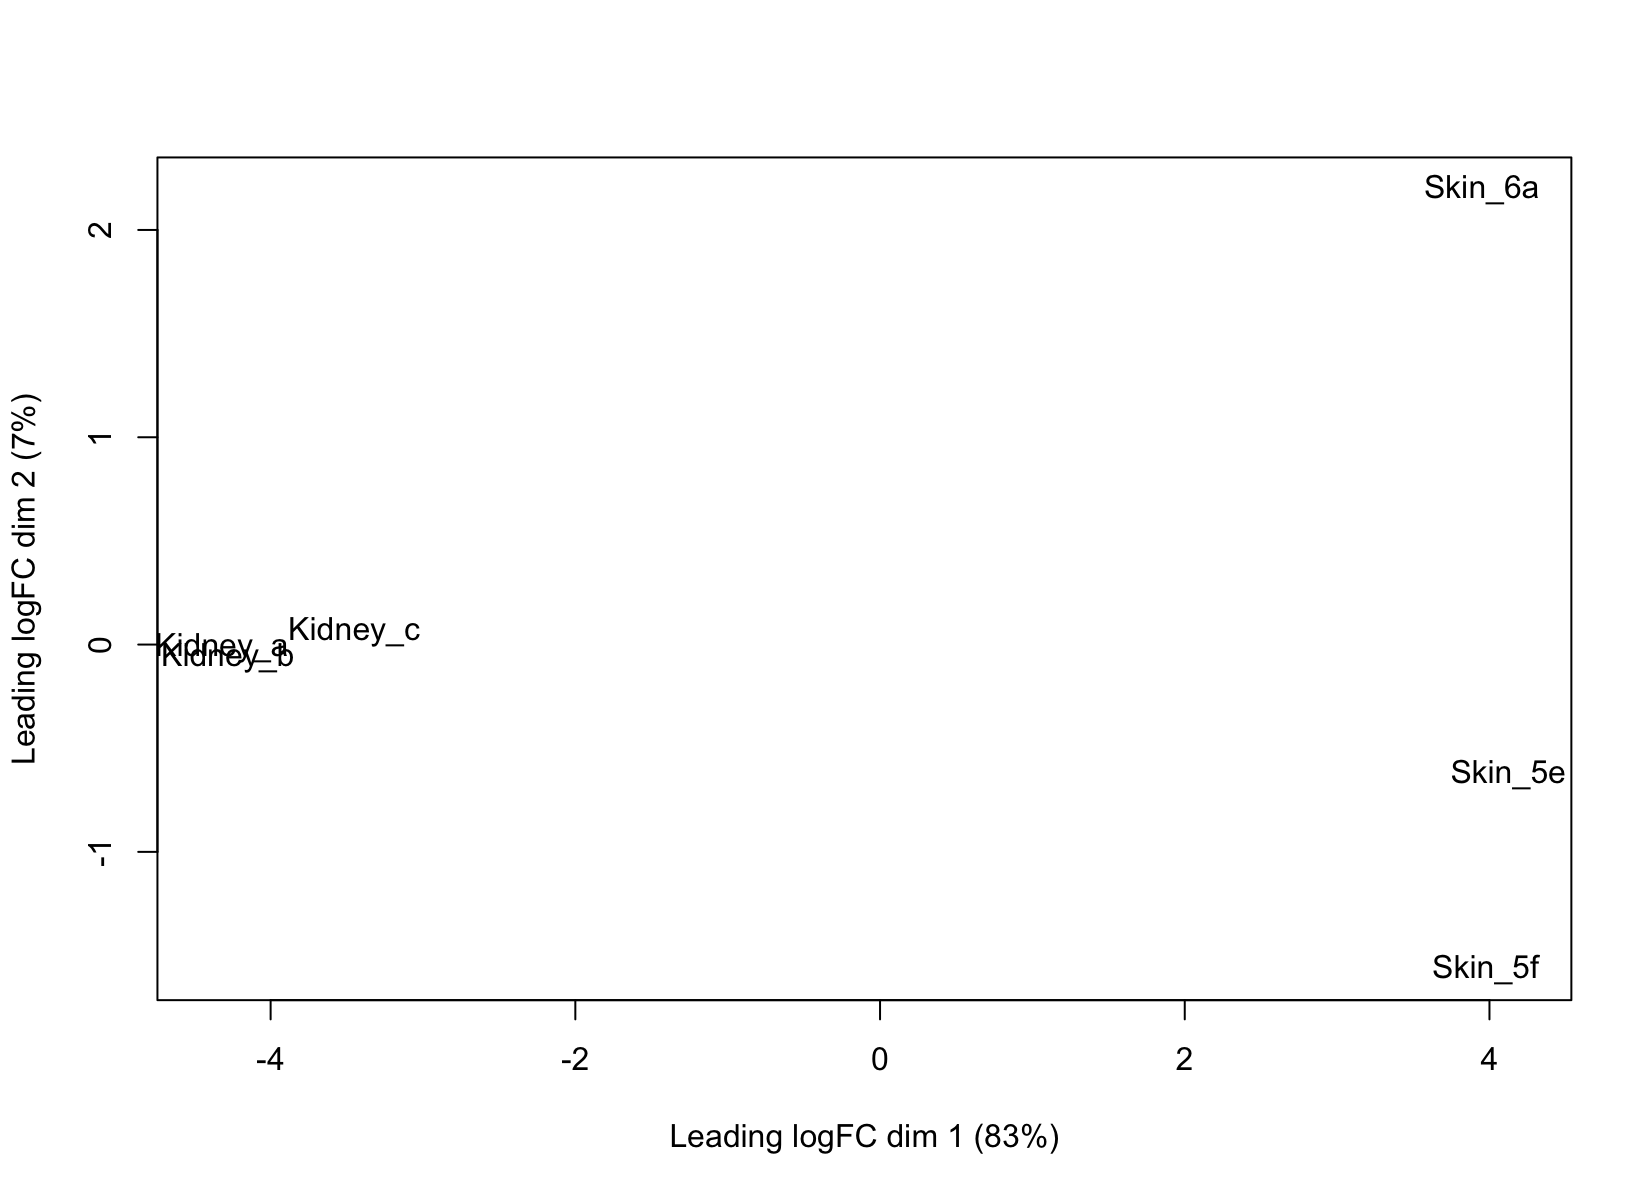 Skin_6a
2
1
Leading logFC dim 2 (7%)
Kidney_c
0
Kidney_a
Kidney_b
Skin_5e
-1
Skin_5f
-4
-2
0
2
4
Leading logFC dim 1 (83%)